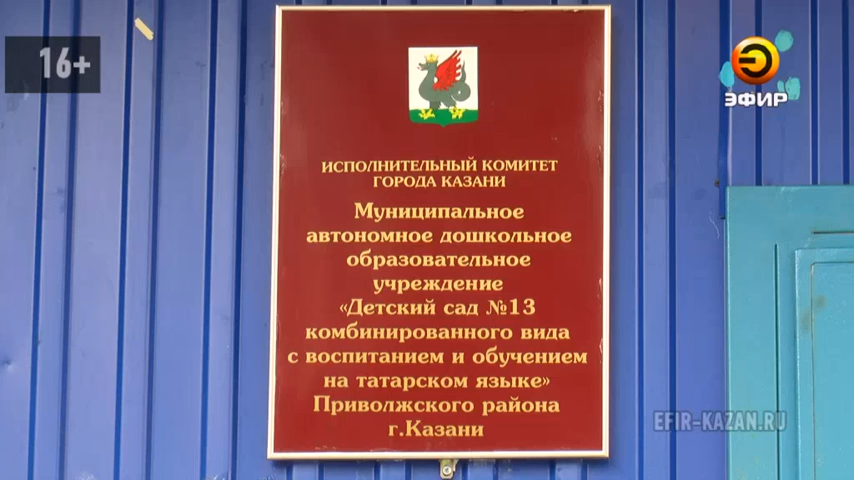 16+
Э
ЭФИР
ИСПОЛНИТЕЛЬНЫЙ КОМИТЕТ
ГОРОДА КАЗАНИ
Муниципальное
автономное дошкольное
образовательное
учреждение
«Детский сад №13
комбинированного вида
с воспитанием и обучением
на татарском языке»
Приволжского района
г.Казани
EFIR-KAZAN.RU